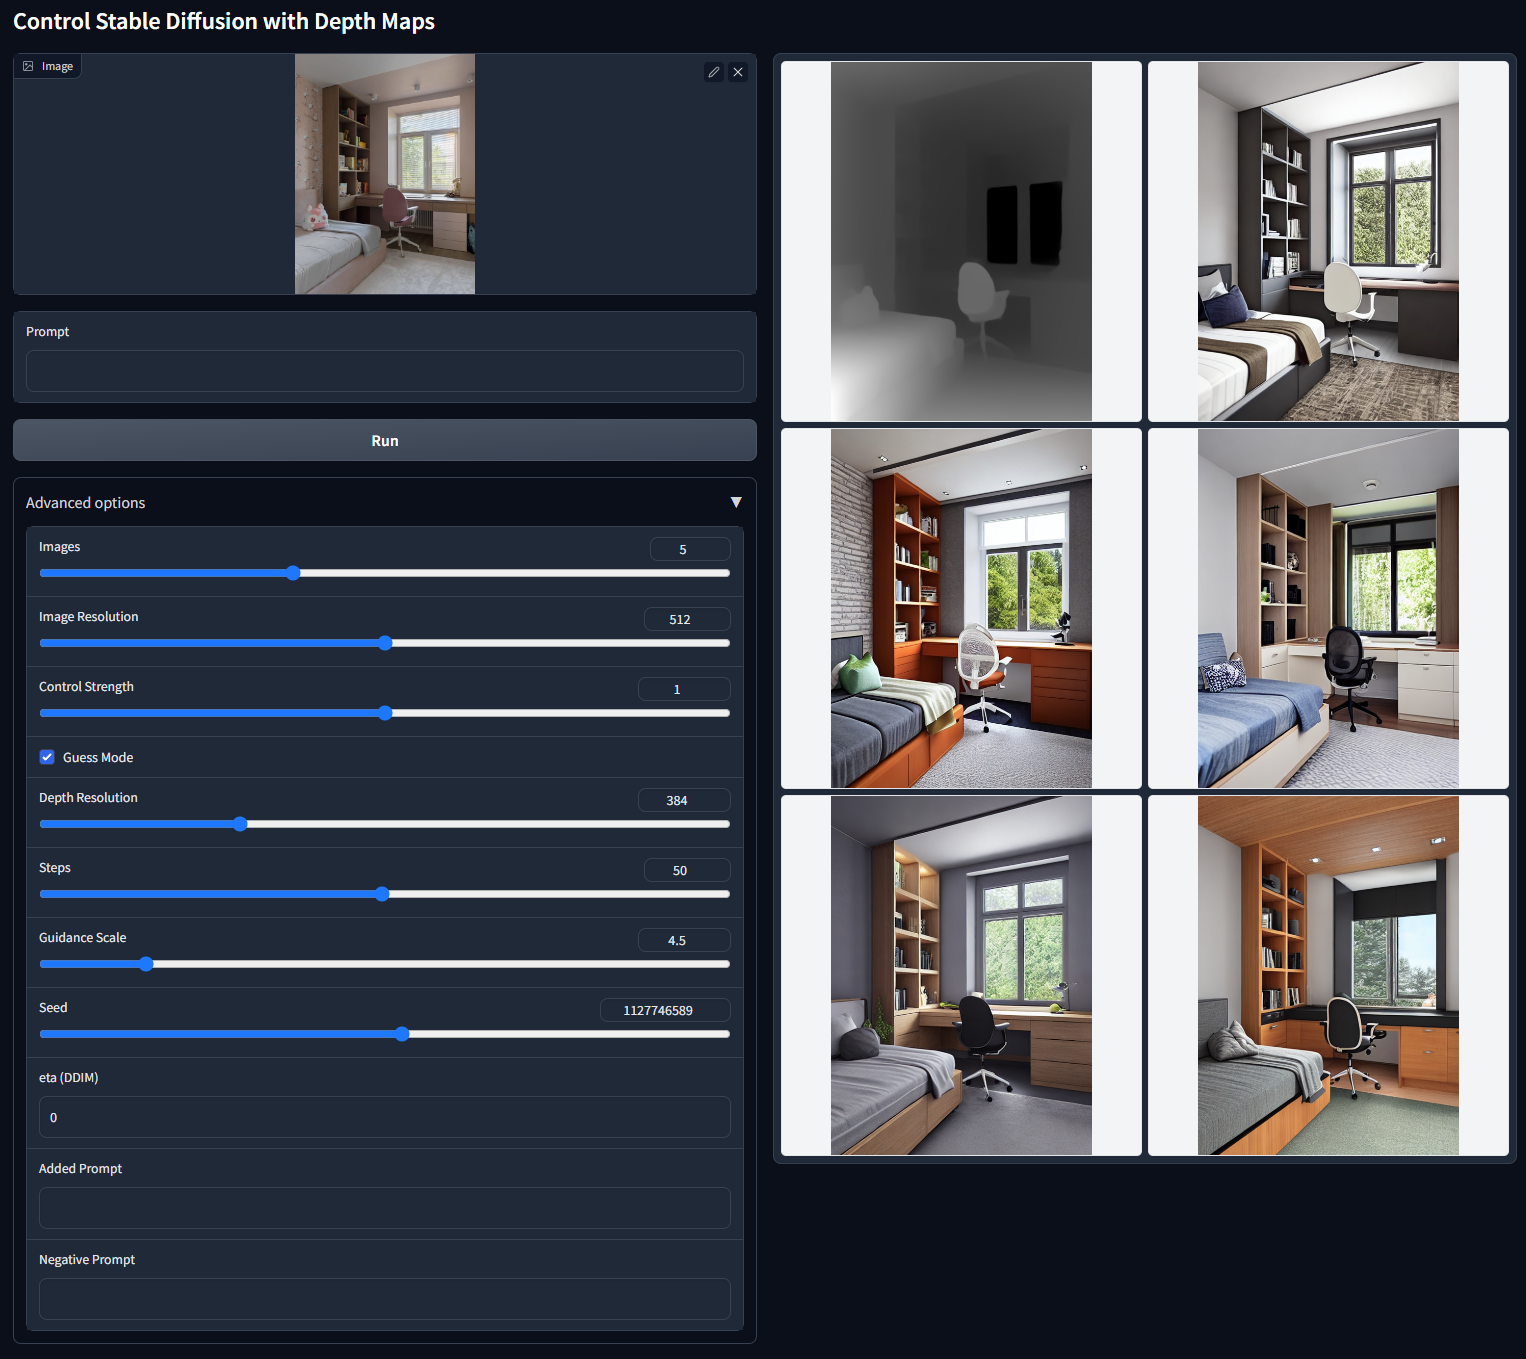 Control Stable Diffusion with Depth Maps
Image
Prompt
Run
Advanced options
▼
Images
5
Image Resolution
512
Control Strength
1
Guess Mode
Depth Resolution
384
Steps
50
Guidance Scale
4.5
Seed
1127746589
eta (DDIM)
0
Added Prompt
Negative Prompt